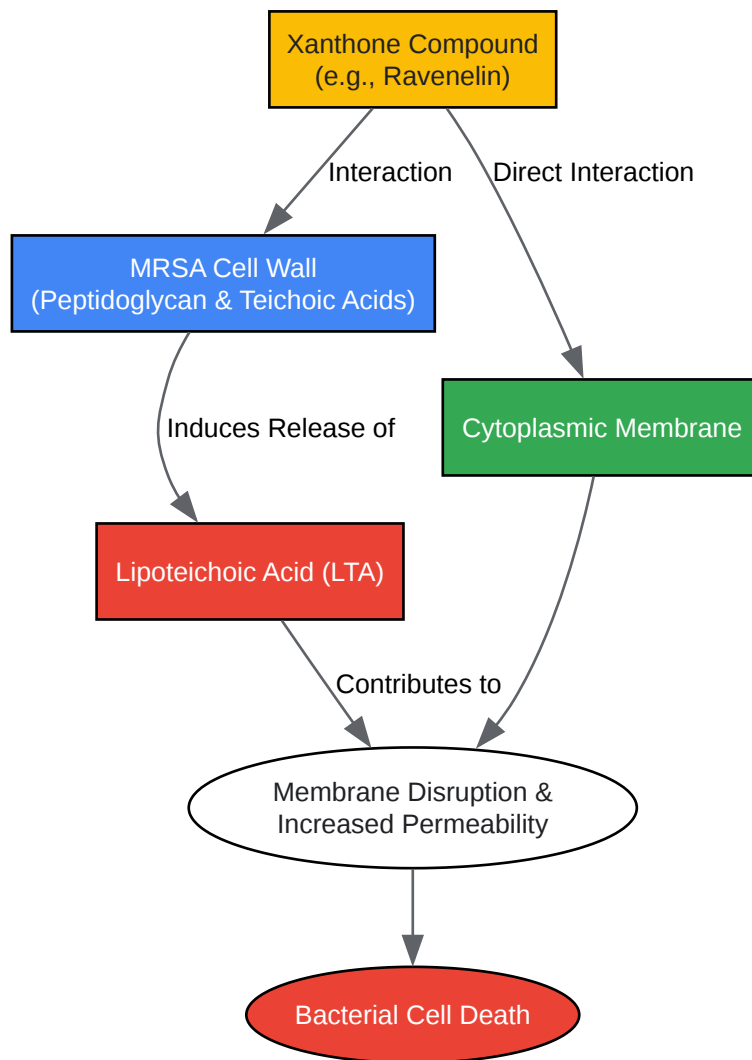 Xanthone Compound
(e.g., Ravenelin)
Interaction
Direct Interaction
MRSA Cell Wall
(Peptidoglycan & Teichoic Acids)
Induces Release of
Cytoplasmic Membrane
Lipoteichoic Acid (LTA)
Contributes to
Membrane Disruption &
Increased Permeability
Bacterial Cell Death